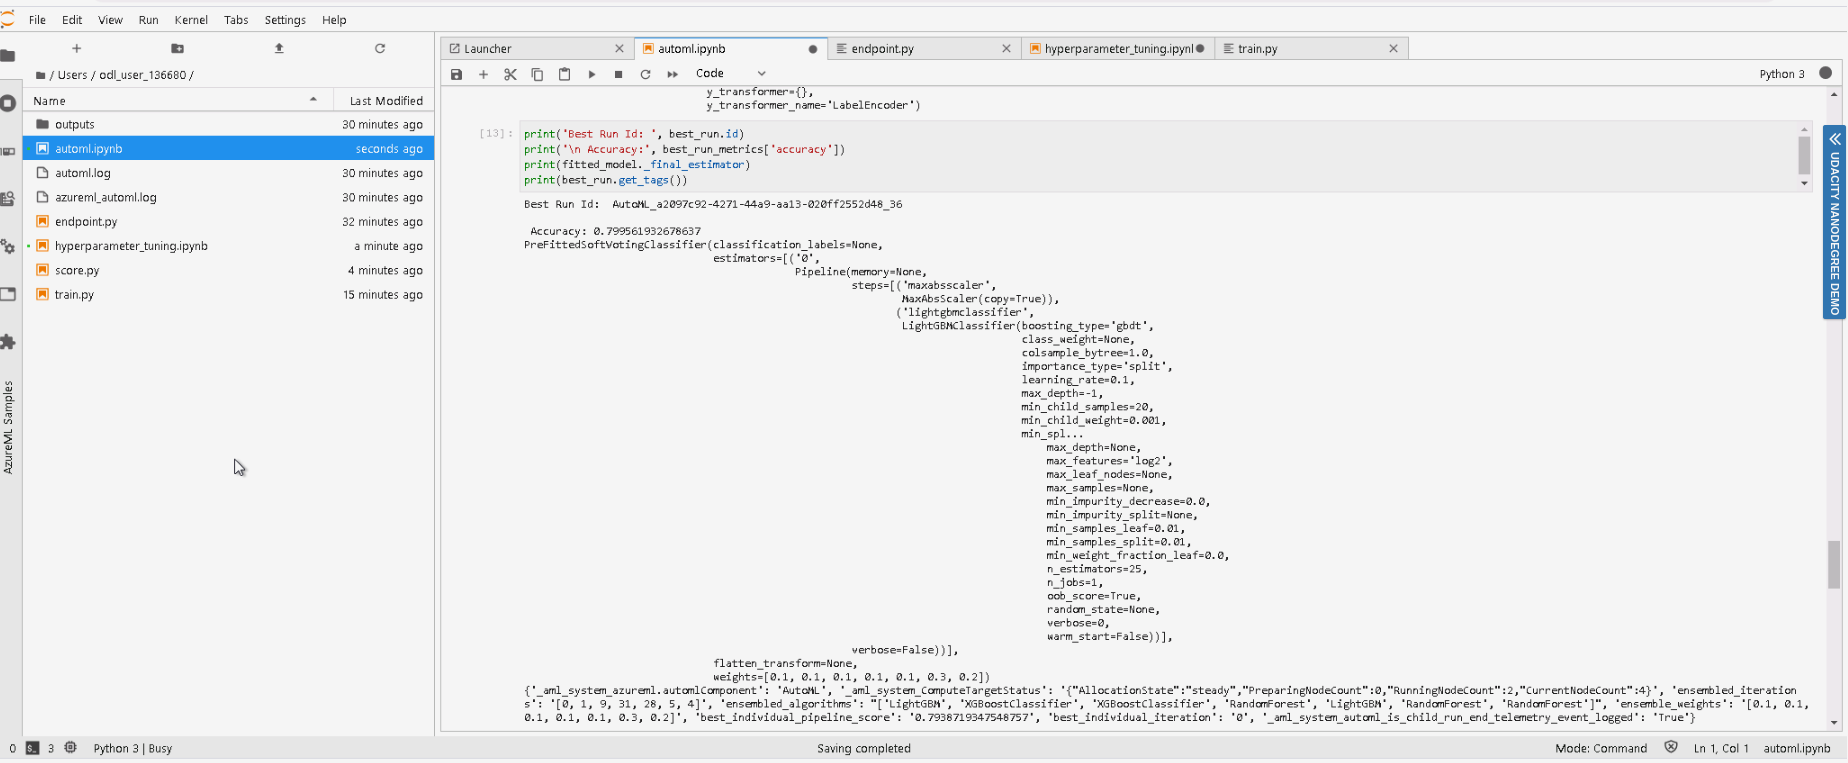 File Edit View Run Kernel Tabs Settings Help
Launcher
automl.ipynb
endpoint.py
hyperparameter_tuning.ipynl
train.py
Code
Python 3
/ Users / odl_user_136680 /
Name Last Modified
outputs 30 minutes ago
automl.ipynb seconds ago
automl.log 30 minutes ago
azureml_automl.log 30 minutes ago
endpoint.py 32 minutes ago
hyperparameter_tuning.ipynb a minute ago
score.py 4 minutes ago
train.py 15 minutes ago
AzureML Samples
y_transformer={},
y_transformer_name='LabelEncoder')
[13]: print('Best Run Id: ', best_run.id)
print('\n Accuracy:', best_run_metrics['accuracy'])
print(fitted_model._final_estimator)
print(best_run.get_tags())
Best Run Id:  AutoML_a2097c92-4271-44a9-aa13-020ff2552d48_36
Accuracy: 0.799561932678637
PreFittedSoftVotingClassifier(classification_labels=None,
estimators=[('0',
Pipeline(memory=None,
steps=[('maxabsscaler',
MaxAbsScaler(copy=True)),
('lightgbmclassifier',
LightGBMClassifier(boosting_type='gbdt',
class_weight=None,
colsample_bytree=1.0,
importance_type='split',
learning_rate=0.1,
max_depth=-1,
min_child_samples=20,
min_child_weight=0.001,
min_spl...
max_depth=None,
max_features='log2',
max_leaf_nodes=None,
max_samples=None,
min_impurity_decrease=0.0,
min_impurity_split=None,
min_samples_leaf=0.01,
min_samples_split=0.01,
min_weight_fraction_leaf=0.0,
n_estimators=25,
n_jobs=1,
oob_score=True,
random_state=None,
verbose=0,
warm_start=False))],
verbose=False))],
flatten_transform=None,
weights=[0.1, 0.1, 0.1, 0.1, 0.1, 0.3, 0.2])
{'_aml_system_azureml.automlComponent': 'AutoML', '_aml_system_ComputeTargetStatus': '{"AllocationState":"steady","PreparingNodeCount":0,"RunningNodeCount":2,"CurrentNodeCount":4}', 'ensembled_iteration
s': '[0, 1, 9, 31, 28, 5, 4]', 'ensembled_algorithms': "['LightGBM', 'XGBoostClassifier', 'XGBoostClassifier', 'RandomForest', 'LightGBM', 'RandomForest', 'RandomForest']", 'ensemble_weights': '[0.1, 0.1,
0.1, 0.1, 0.1, 0.3, 0.2]', 'best_individual_pipeline_score': '0.7938719347548757', 'best_individual_iteration': '0', '_aml_system_automl_is_child_run_end_telemetry_event_logged': 'True'}
UDACITY NANODEGREE DEMO
0 $_ 3 Python 3 | Busy Saving completed Mode: Command Ln 1, Col 1 automl.ipynb